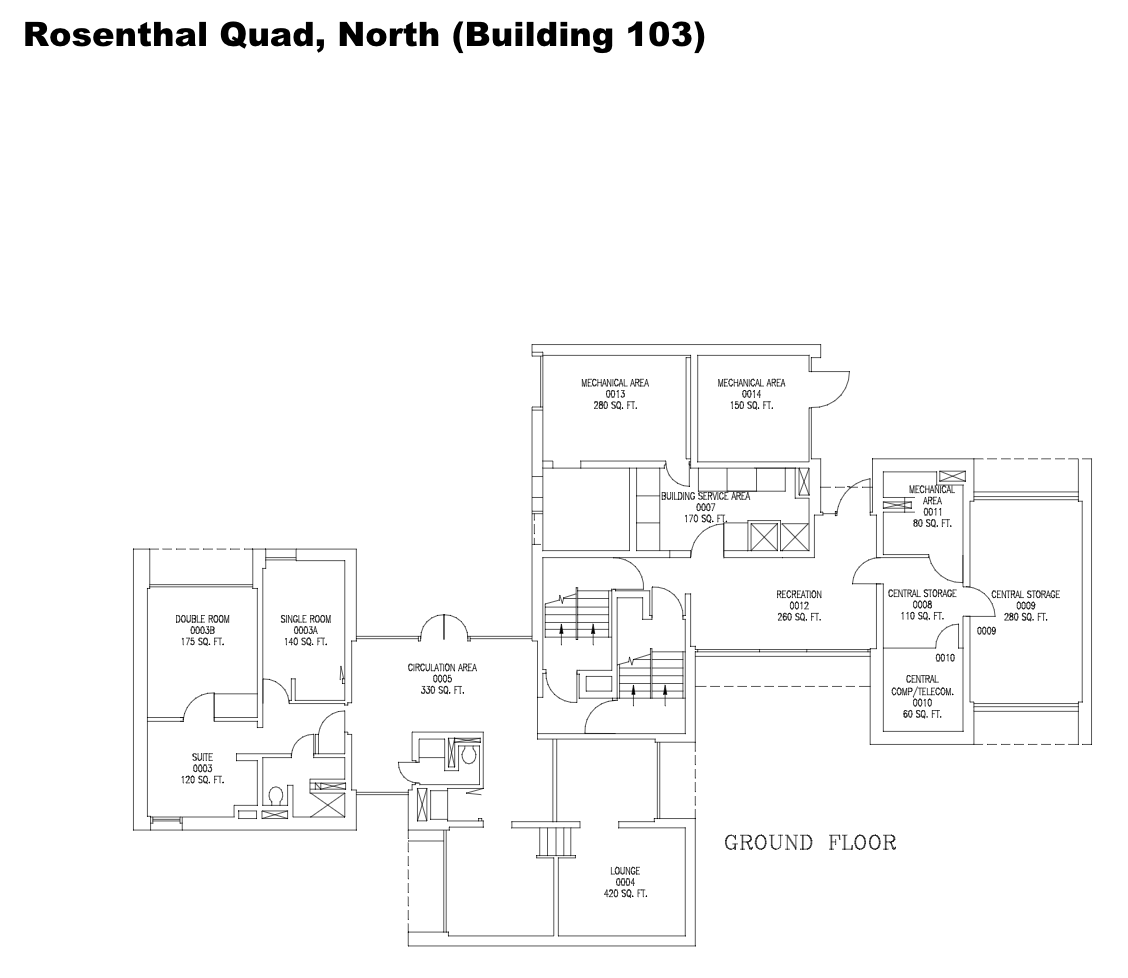 Rosenthal Quad, North (Building 103)
MECHANICAL AREA
0013
280 SQ. FT.
MECHANICAL AREA
0014
150 SQ. FT.
BUILDING SERVICE AREA
0007
170 SQ. FT.
MECHANICAL
AREA
0011
80 SQ. FT.
RECREATION
0012
260 SQ. FT.
CENTRAL STORAGE
0008
110 SQ. FT.
CENTRAL STORAGE
0009
280 SQ. FT.
0009
0010
CENTRAL
COMP/TELECOM.
0010
60 SQ. FT.
DOUBLE ROOM
0003B
175 SQ. FT.
SINGLE ROOM
0003A
140 SQ. FT.
CIRCULATION AREA
0005
330 SQ. FT.
SUITE
0003
120 SQ. FT.
GROUND FLOOR
LOUNGE
0004
420 SQ. FT.